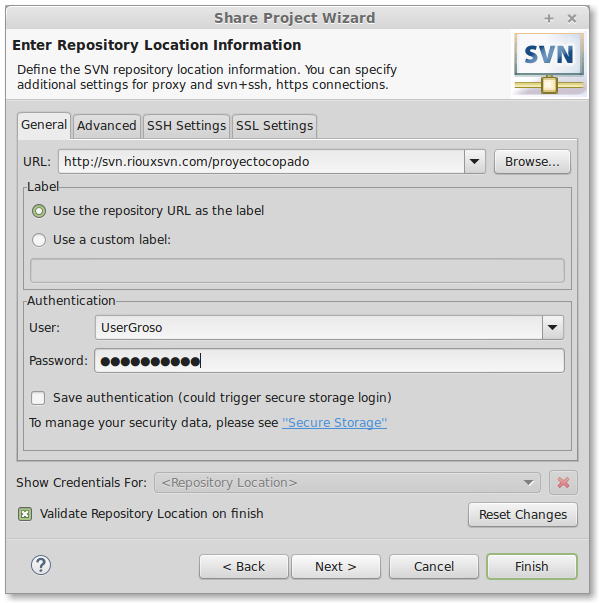 Share Project Wizard
Enter Repository Location Information
Define the SVN repository location information. You can specify
additional settings for proxy and svn+ssh, https connections.
SVN
General Advanced SSH Settings SSL Settings
URL: http://svn.riouxsvn.com/proyectocopado Browse...
Label
Use the repository URL as the label
Use a custom label:
Authentication
User: UserGroso
Password: ●●●●●●●●●●
Save authentication (could trigger secure storage login)
To manage your security data, please see "Secure Storage"
Show Credentials For: <Repository Location>
Validate Repository Location on finish
Reset Changes
? < Back Next > Cancel Finish